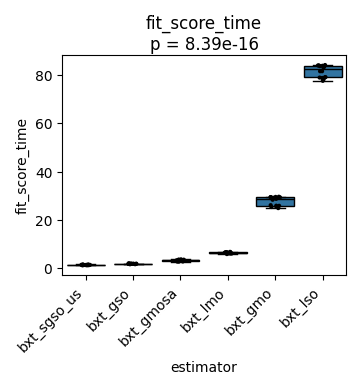 fit_score_time
p = 8.39e-16
fit_score_time
80
60
40
20
0
bxt_sgso_us
bxt_gso
bxt_gmosa
bxt_lmo
bxt_gmo
bxt_lso
estimator